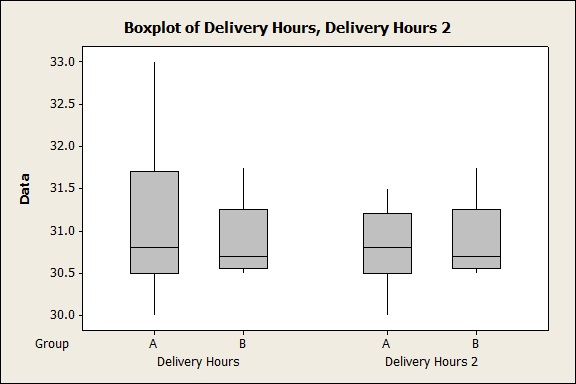 Boxplot of Delivery Hours, Delivery Hours 2
33.0
32.5
32.0
31.5
31.0
30.5
30.0
Data
Group A B A B
Delivery Hours Delivery Hours 2